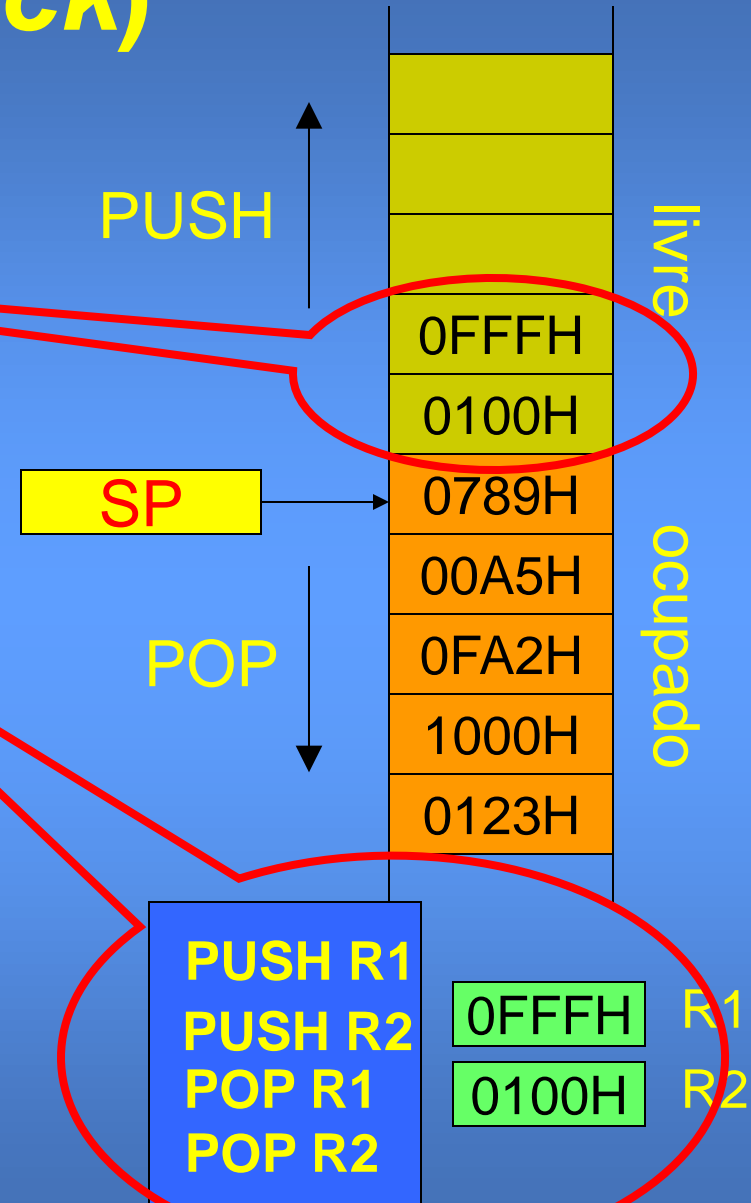 ck)
PUSH
livre
0FFFH
0100H
SP
0789H
00A5H
ocupado
0FA2H
POP
1000H
0123H
PUSH R1
PUSH R2
POP R1
POP R2
0FFFH R1
0100H R2